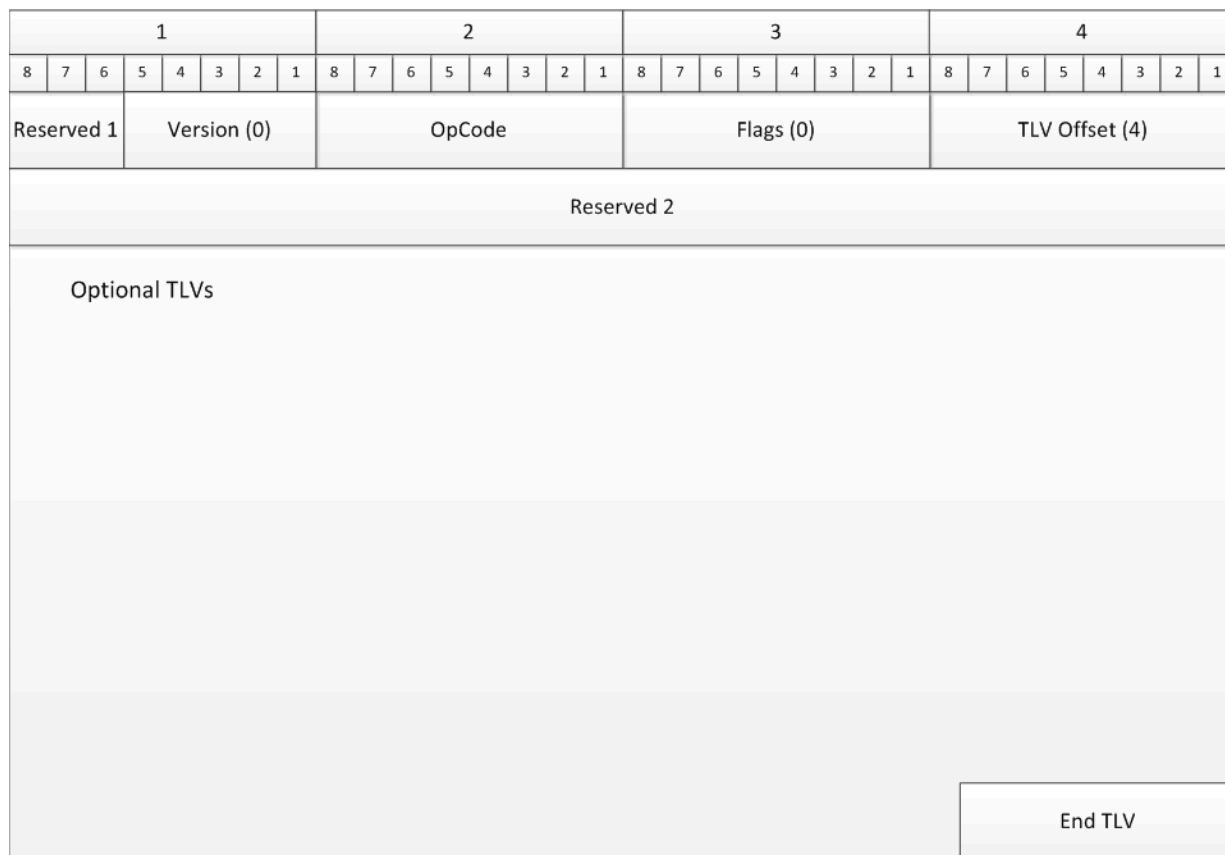 1 2 3 4
8 7 6 5 4 3 2 1 8 7 6 5 4 3 2 1 8 7 6 5 4 3 2 1 8 7 6 5 4 3 2 1
Reserved 1 Version (0) OpCode Flags (0) TLV Offset (4)
Reserved 2
Optional TLVs
End TLV